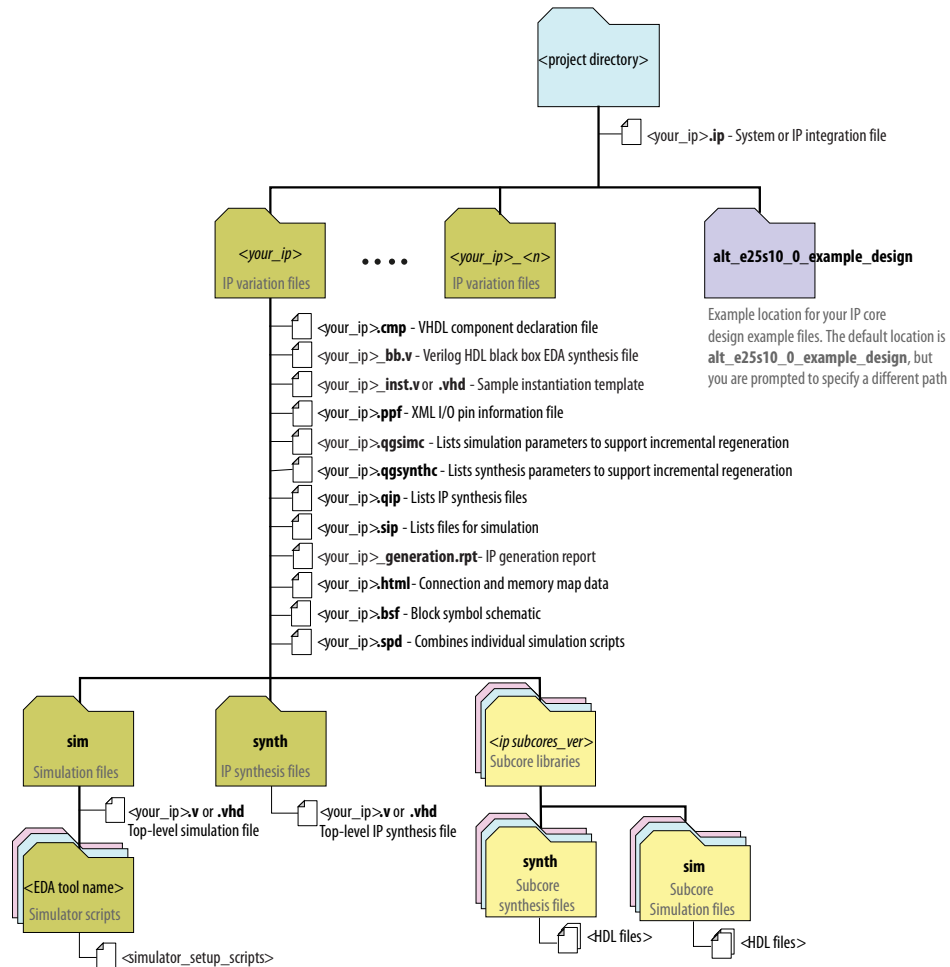 <project directory>
<your_ip>.ip - System or IP integration file
<your_ip>
IP variation files
<your_ip>_<n>
IP variation files
alt_e25s10_0_example_design
Example location for your IP core
design example files. The default location is
alt_e25s10_0_example_design, but
you are prompted to specify a different path
<your_ip>.cmp - VHDL component declaration file
<your_ip>_bb.v - Verilog HDL black box EDA synthesis file
<your_ip>_inst.v or .vhd - Sample instantiation template
<your_ip>.ppf - XML I/O pin information file
<your_ip>.qgsimc - Lists simulation parameters to support incremental regeneration
<your_ip>.qgsynthc - Lists synthesis parameters to support incremental regeneration
<your_ip>.qip - Lists IP synthesis files
<your_ip>.sip - Lists files for simulation
<your_ip>_generation.rpt- IP generation report
<your_ip>.html- Connection and memory map data
<your_ip>.bsf - Block symbol schematic
<your_ip>.spd - Combines individual simulation scripts
sim
Simulation files
synth
IP synthesis files
<ip subcores_ver>
Subcore libraries
<your_ip>.v or .vhd
Top-level simulation file
<your_ip>.v or .vhd
Top-level IP synthesis file
<EDA tool name>
Simulator scripts
synth
Subcore
synthesis files
sim
Subcore
Simulation files
<HDL files>
<HDL files>
<simulator_setup_scripts>